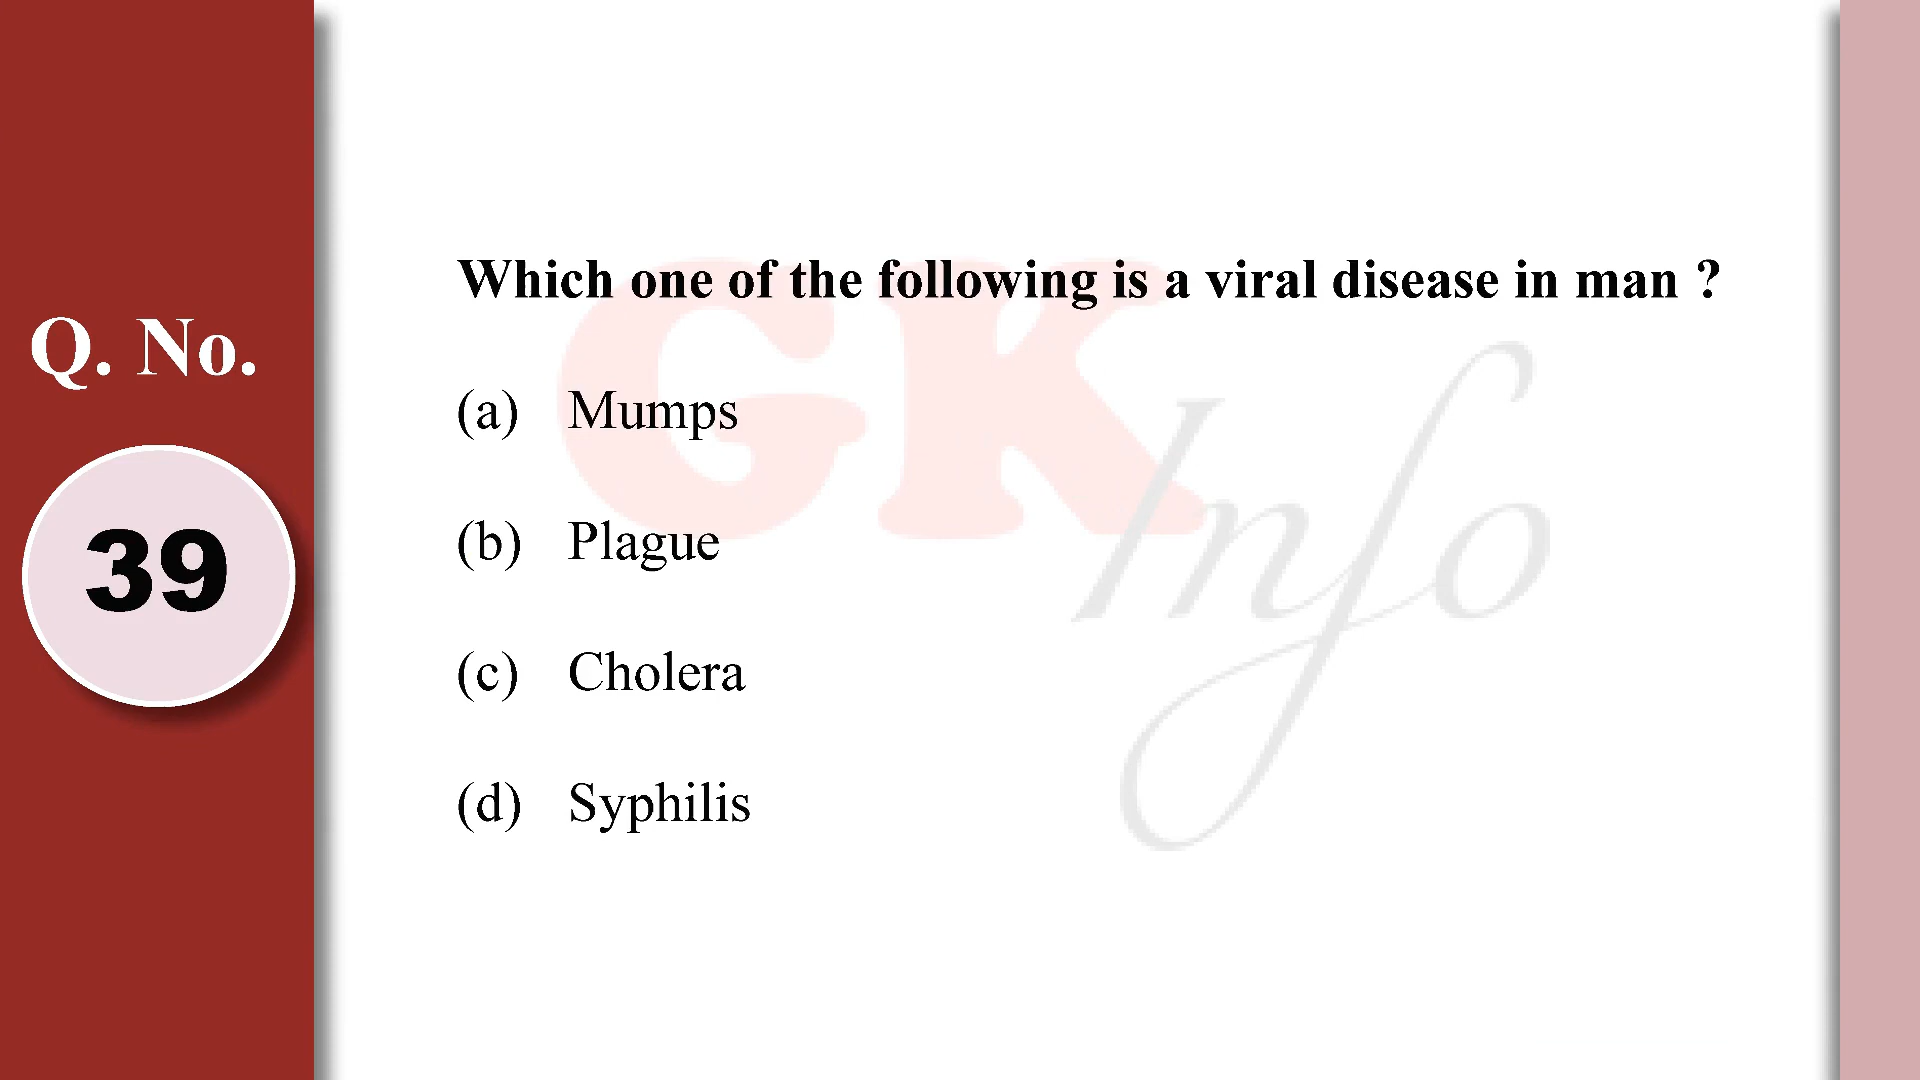 Q. No.
39
Which one of the following is a viral disease in man ?
(a) Mumps
(b) Plague
(c) Cholera
(d) Syphilis
GK
Info